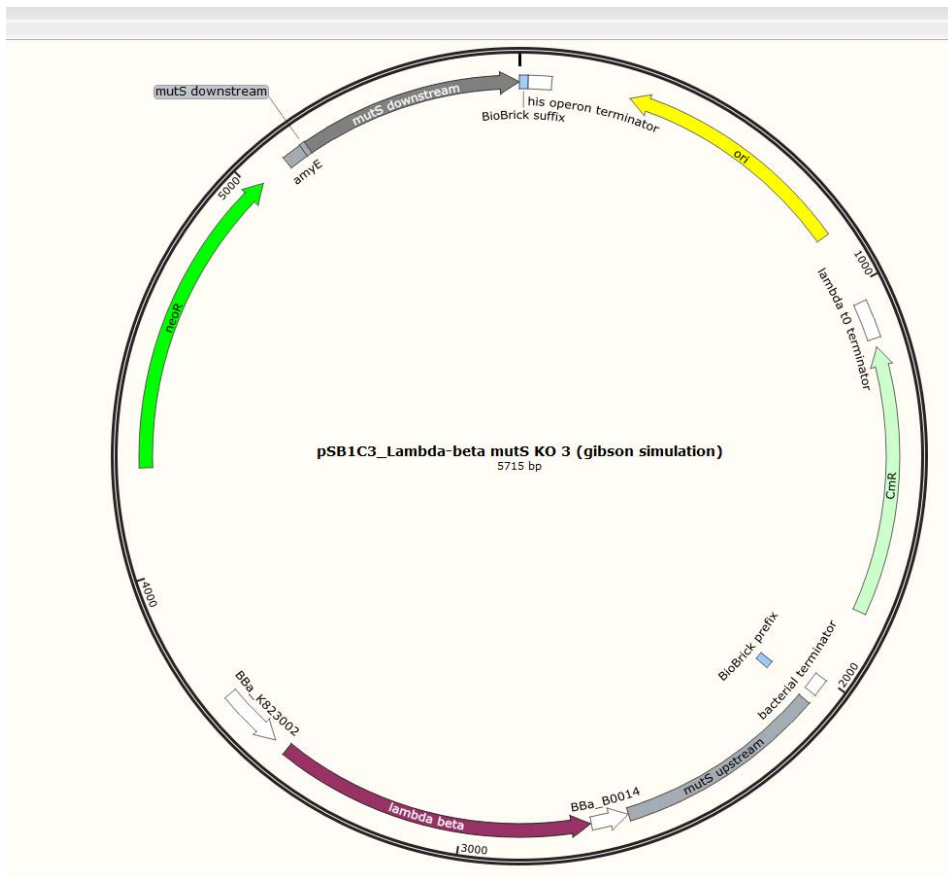 mutS downstream
mutS downstream
BioBrick suffix
his operon terminator
ori
amyE
5000
1000
lambda t0 terminator
neoR
CmR
pSB1C3_Lambda-beta mutS KO 3 (gibson simulation)
5715 bp
4000
BioBrick prefix
bacterial terminator
2000
BBa_K823002
mutS upstream
BBa_B0014
lambda beta
3000